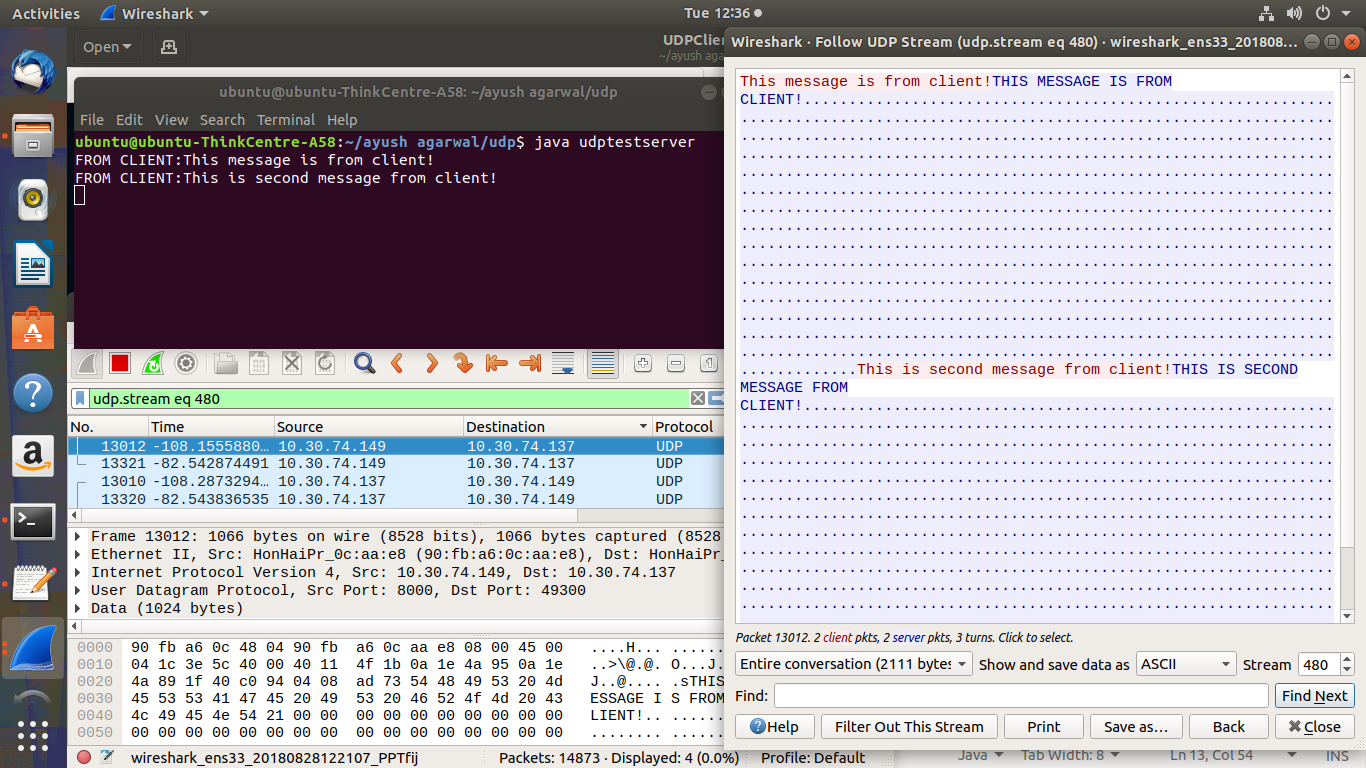 Activities Wireshark Tue 12:36
Open UDPClie
~/ayush agar
ubuntu@ubuntu-ThinkCentre-A58: ~/ayush agarwal/udp
File Edit View Search Terminal Help
ubuntu@ubuntu-ThinkCentre-A58:~/ayush agarwal/udp$ java udptestserver
FROM CLIENT:This message is from client!
FROM CLIENT:This is second message from client!
udp.stream eq 480
No. Time Source Destination Protocol
13012 -108.1555880… 10.30.74.149 10.30.74.137 UDP
13321 -82.542874491 10.30.74.149 10.30.74.137 UDP
13010 -108.2873294… 10.30.74.137 10.30.74.149 UDP
13320 -82.543836535 10.30.74.137 10.30.74.149 UDP
Frame 13012: 1066 bytes on wire (8528 bits), 1066 bytes captured (8528
Ethernet II, Src: HonHaiPr_0c:aa:e8 (90:fb:a6:0c:aa:e8), Dst: HonHaiPr_
Internet Protocol Version 4, Src: 10.30.74.149, Dst: 10.30.74.137
User Datagram Protocol, Src Port: 8000, Dst Port: 49300
Data (1024 bytes)
0000 90 fb a6 0c 48 04 90 fb a6 0c aa e8 08 00 45 00 ....H... ......
0010 04 1c 3e 5c 40 00 40 11 4f 1b 0a 1e 4a 95 0a 1e ..>\@.@. O...J.
0020 4a 89 1f 40 c0 94 04 08 ad 73 54 48 49 53 20 4d J..@.... .sTHIS
0030 45 53 53 41 47 45 20 49 53 20 46 52 4f 4d 20 43 ESSAGE I S FROM
0040 4c 49 45 4e 54 21 00 00 00 00 00 00 00 00 00 00 LIENT!.. ......
0050 00 00 00 00 00 00 00 00 00 00 00 00 00 00 00 00 ........ ......
wireshark_ens33_20180828122107_PPTfij Packets: 14873 · Displayed: 4 (0.0%) Profile: Default
Wireshark · Follow UDP Stream (udp.stream eq 480) · wireshark_ens33_201808…
This message is from client!THIS MESSAGE IS FROM
CLIENT!...........................................................
..................................................................
..................................................................
..................................................................
..................................................................
..................................................................
..................................................................
..................................................................
..................................................................
..................................................................
..................................................................
..................................................................
..................................................................
..................................................................
..................................................................
.............This is second message from client!THIS IS SECOND
MESSAGE FROM
CLIENT!...........................................................
..................................................................
..................................................................
..................................................................
..................................................................
..................................................................
..................................................................
..................................................................
..................................................................
..................................................................
..................................................................
..................................................................
Packet 13012. 2 client pkts, 2 server pkts, 3 turns. Click to select.
Entire conversation (2111 bytes Show and save data as ASCII Stream 480
Find: Find Next
Help Filter Out This Stream Print Save as… Back Close
Java Tab Width: 8 Ln 13, Col 54 INS